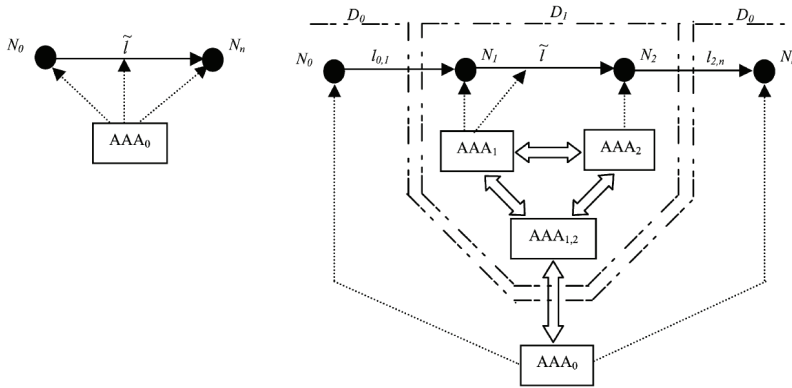 D0 D1 D0
N0 l̃ Nn
N0 l0,1 N1 l̃ N2 l2,n N
AAA0
AAA1 AAA2
AAA1,2
AAA0